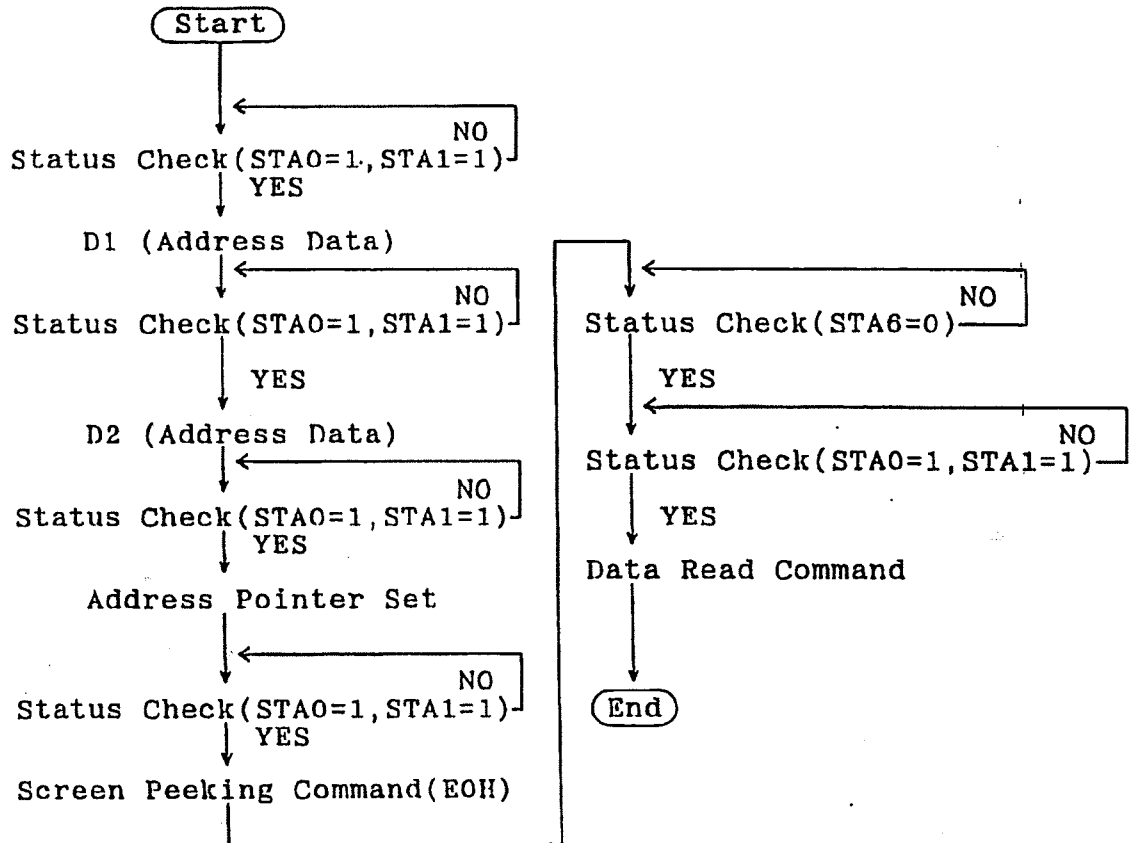 Start
NO
Status Check(STA0=1,STA1=1)
YES
D1 (Address Data)
NO
Status Check(STA0=1,STA1=1)
YES
D2 (Address Data)
NO
Status Check(STA0=1,STA1=1)
YES
Address Pointer Set
NO
Status Check(STA0=1,STA1=1)
YES
Screen Peeking Command(E0H)
NO
Status Check(STA6=0)
YES
NO
Status Check(STA0=1,STA1=1)
YES
Data Read Command
End